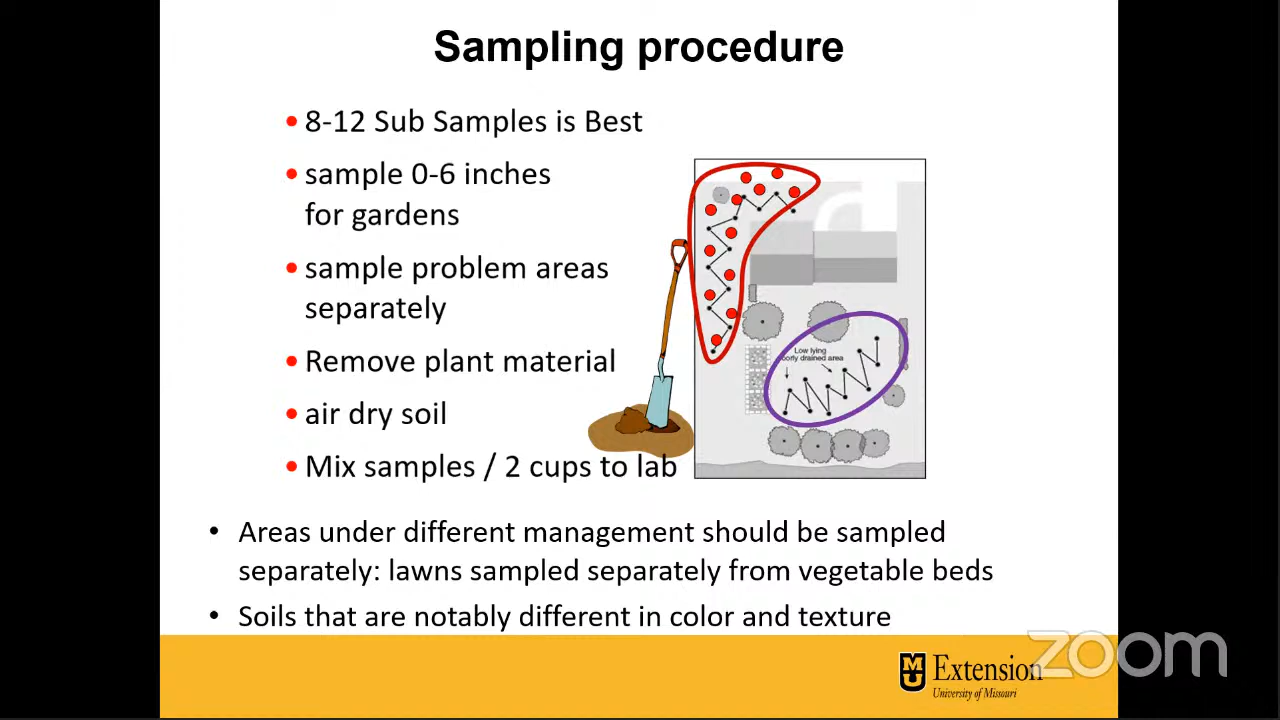 Sampling procedure
8-12 Sub Samples is Best
sample 0-6 inches
for gardens
sample problem areas
separately
Remove plant material
air dry soil
Mix samples / 2 cups to lab
Low lying
orly drained area
Areas under different management should be sampled
separately: lawns sampled separately from vegetable beds
Soils that are notably different in color and texture
MU Extension
University of Missouri
zoom